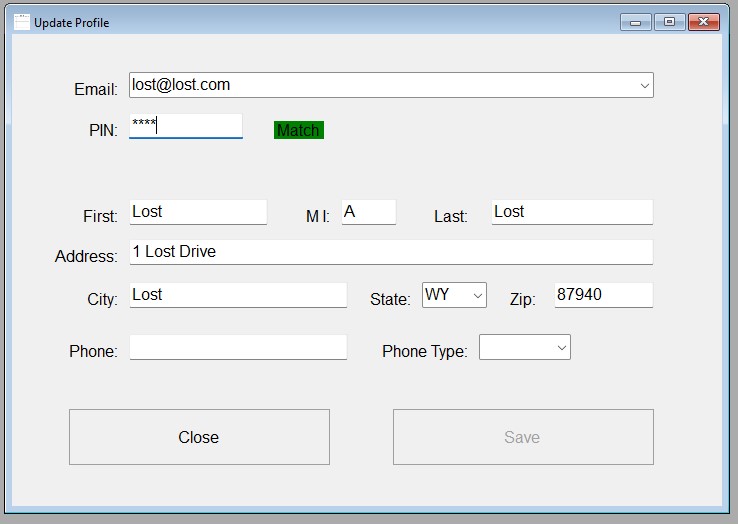 Update Profile
Email: lost@lost.com
PIN: **** Match
First: Lost M I: A Last: Lost
Address: 1 Lost Drive
City: Lost State: WY Zip: 87940
Phone: Phone Type:
Close Save